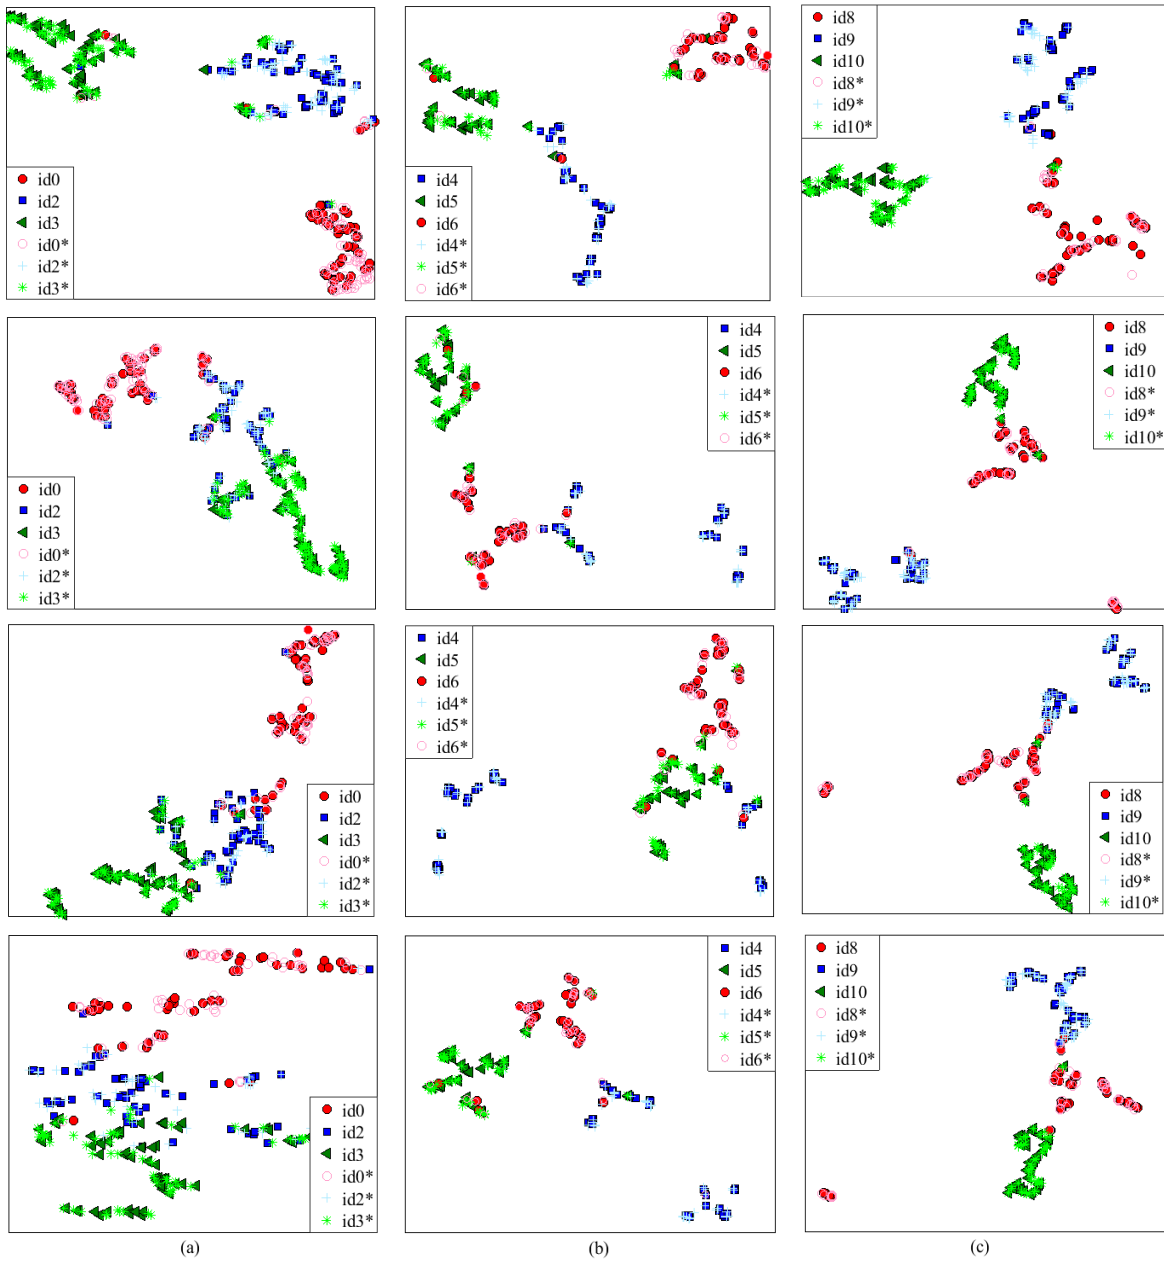 id0
id2
id3
id0*
id2*
id3*
id4
id5
id6
id4*
id5*
id6*
id8
id9
id10
id8*
id9*
id10*
id0
id2
id3
id0*
id2*
id3*
id4
id5
id6
id4*
id5*
id6*
id8
id9
id10
id8*
id9*
id10*
id0
id2
id3
id0*
id2*
id3*
id4
id5
id6
id4*
id5*
id6*
id8
id9
id10
id8*
id9*
id10*
id0
id2
id3
id0*
id2*
id3*
id4
id5
id6
id4*
id5*
id6*
id8
id9
id10
id8*
id9*
id10*
(a)
(b)
(c)